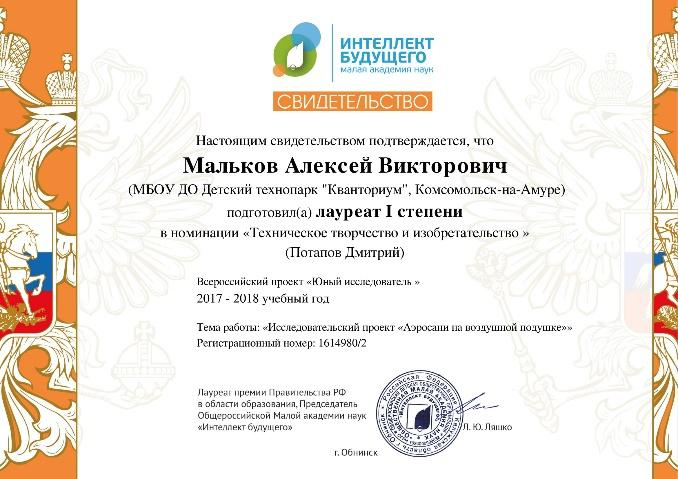 ИНТЕЛЛЕКТ
БУДУЩЕГО
малая академия наук
СВИДЕТЕЛЬСТВО
Настоящим свидетельством подтверждается, что
Мальков Алексей Викторович
(МБОУ ДО Детский технопарк "Кванториум", Комсомольск-на-Амуре)
подготовил(а) лауреат I степени
в номинации «Техническое творчество и изобретательство »
(Потапов Дмитрий)
Всероссийский проект «Юный исследователь »
2017 - 2018 учебный год
Тема работы: «Исследовательский проект «Аэросани на воздушной подушке»»
Регистрационный номер: 1614980/2
Лауреат премии Правительства РФ
в области образования, Председатель
Общероссийской Малой академии наук
«Интеллект будущего»
Л. Ю. Ляшко
г. Обнинск